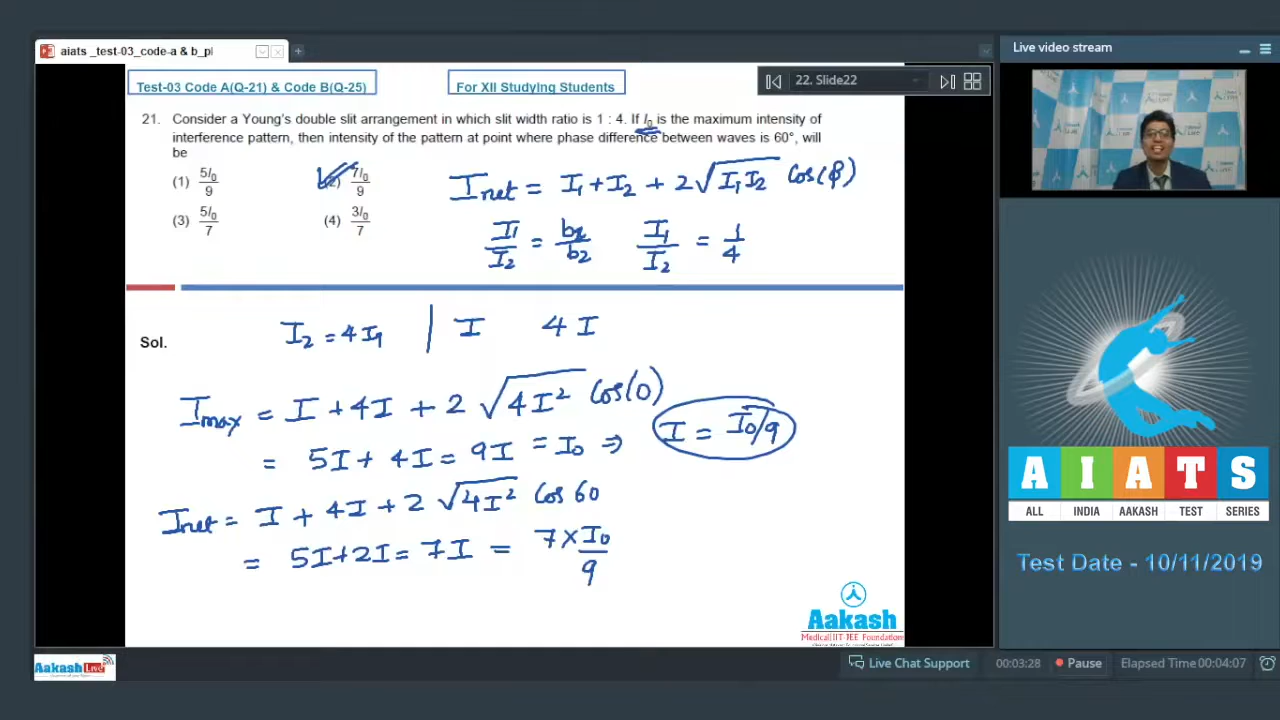 aiats _test-03_code-a & b_pl
Live video stream
Test-03 Code A(Q-21) & Code B(Q-25)
For XII Studying Students
22. Slide22
21. Consider a Young's double slit arrangement in which slit width ratio is 1 : 4. If I₀ is the maximum intensity of
interference pattern, then intensity of the pattern at point where phase difference between waves is 60°, will
be
(1) 5I₀/9
(2) 7I₀/9
(3) 5I₀/7
(4) 3I₀/7
I net = I₁ + I₂ + 2√I₁I₂ cos(φ)
I₁/I₂ = b₁/b₂ I₁/I₂ = 1/4
Sol.
I₂ = 4I₁ | I 4I
I max = I + 4I + 2 √4I² cos(0)
= 5I + 4I = 9I = I₀ ⇒ I = I₀/9
I net = I + 4I + 2 √4I² cos 60
= 5I + 2I = 7I = 7 × I₀/9
Aakash
Medical|IIT-JEE|Foundations
AIATS
ALL INDIA AAKASH TEST SERIES
Test Date - 10/11/2019
Aakash Live
Live Chat Support
00:03:28
Pause
Elapsed Time 00:04:07